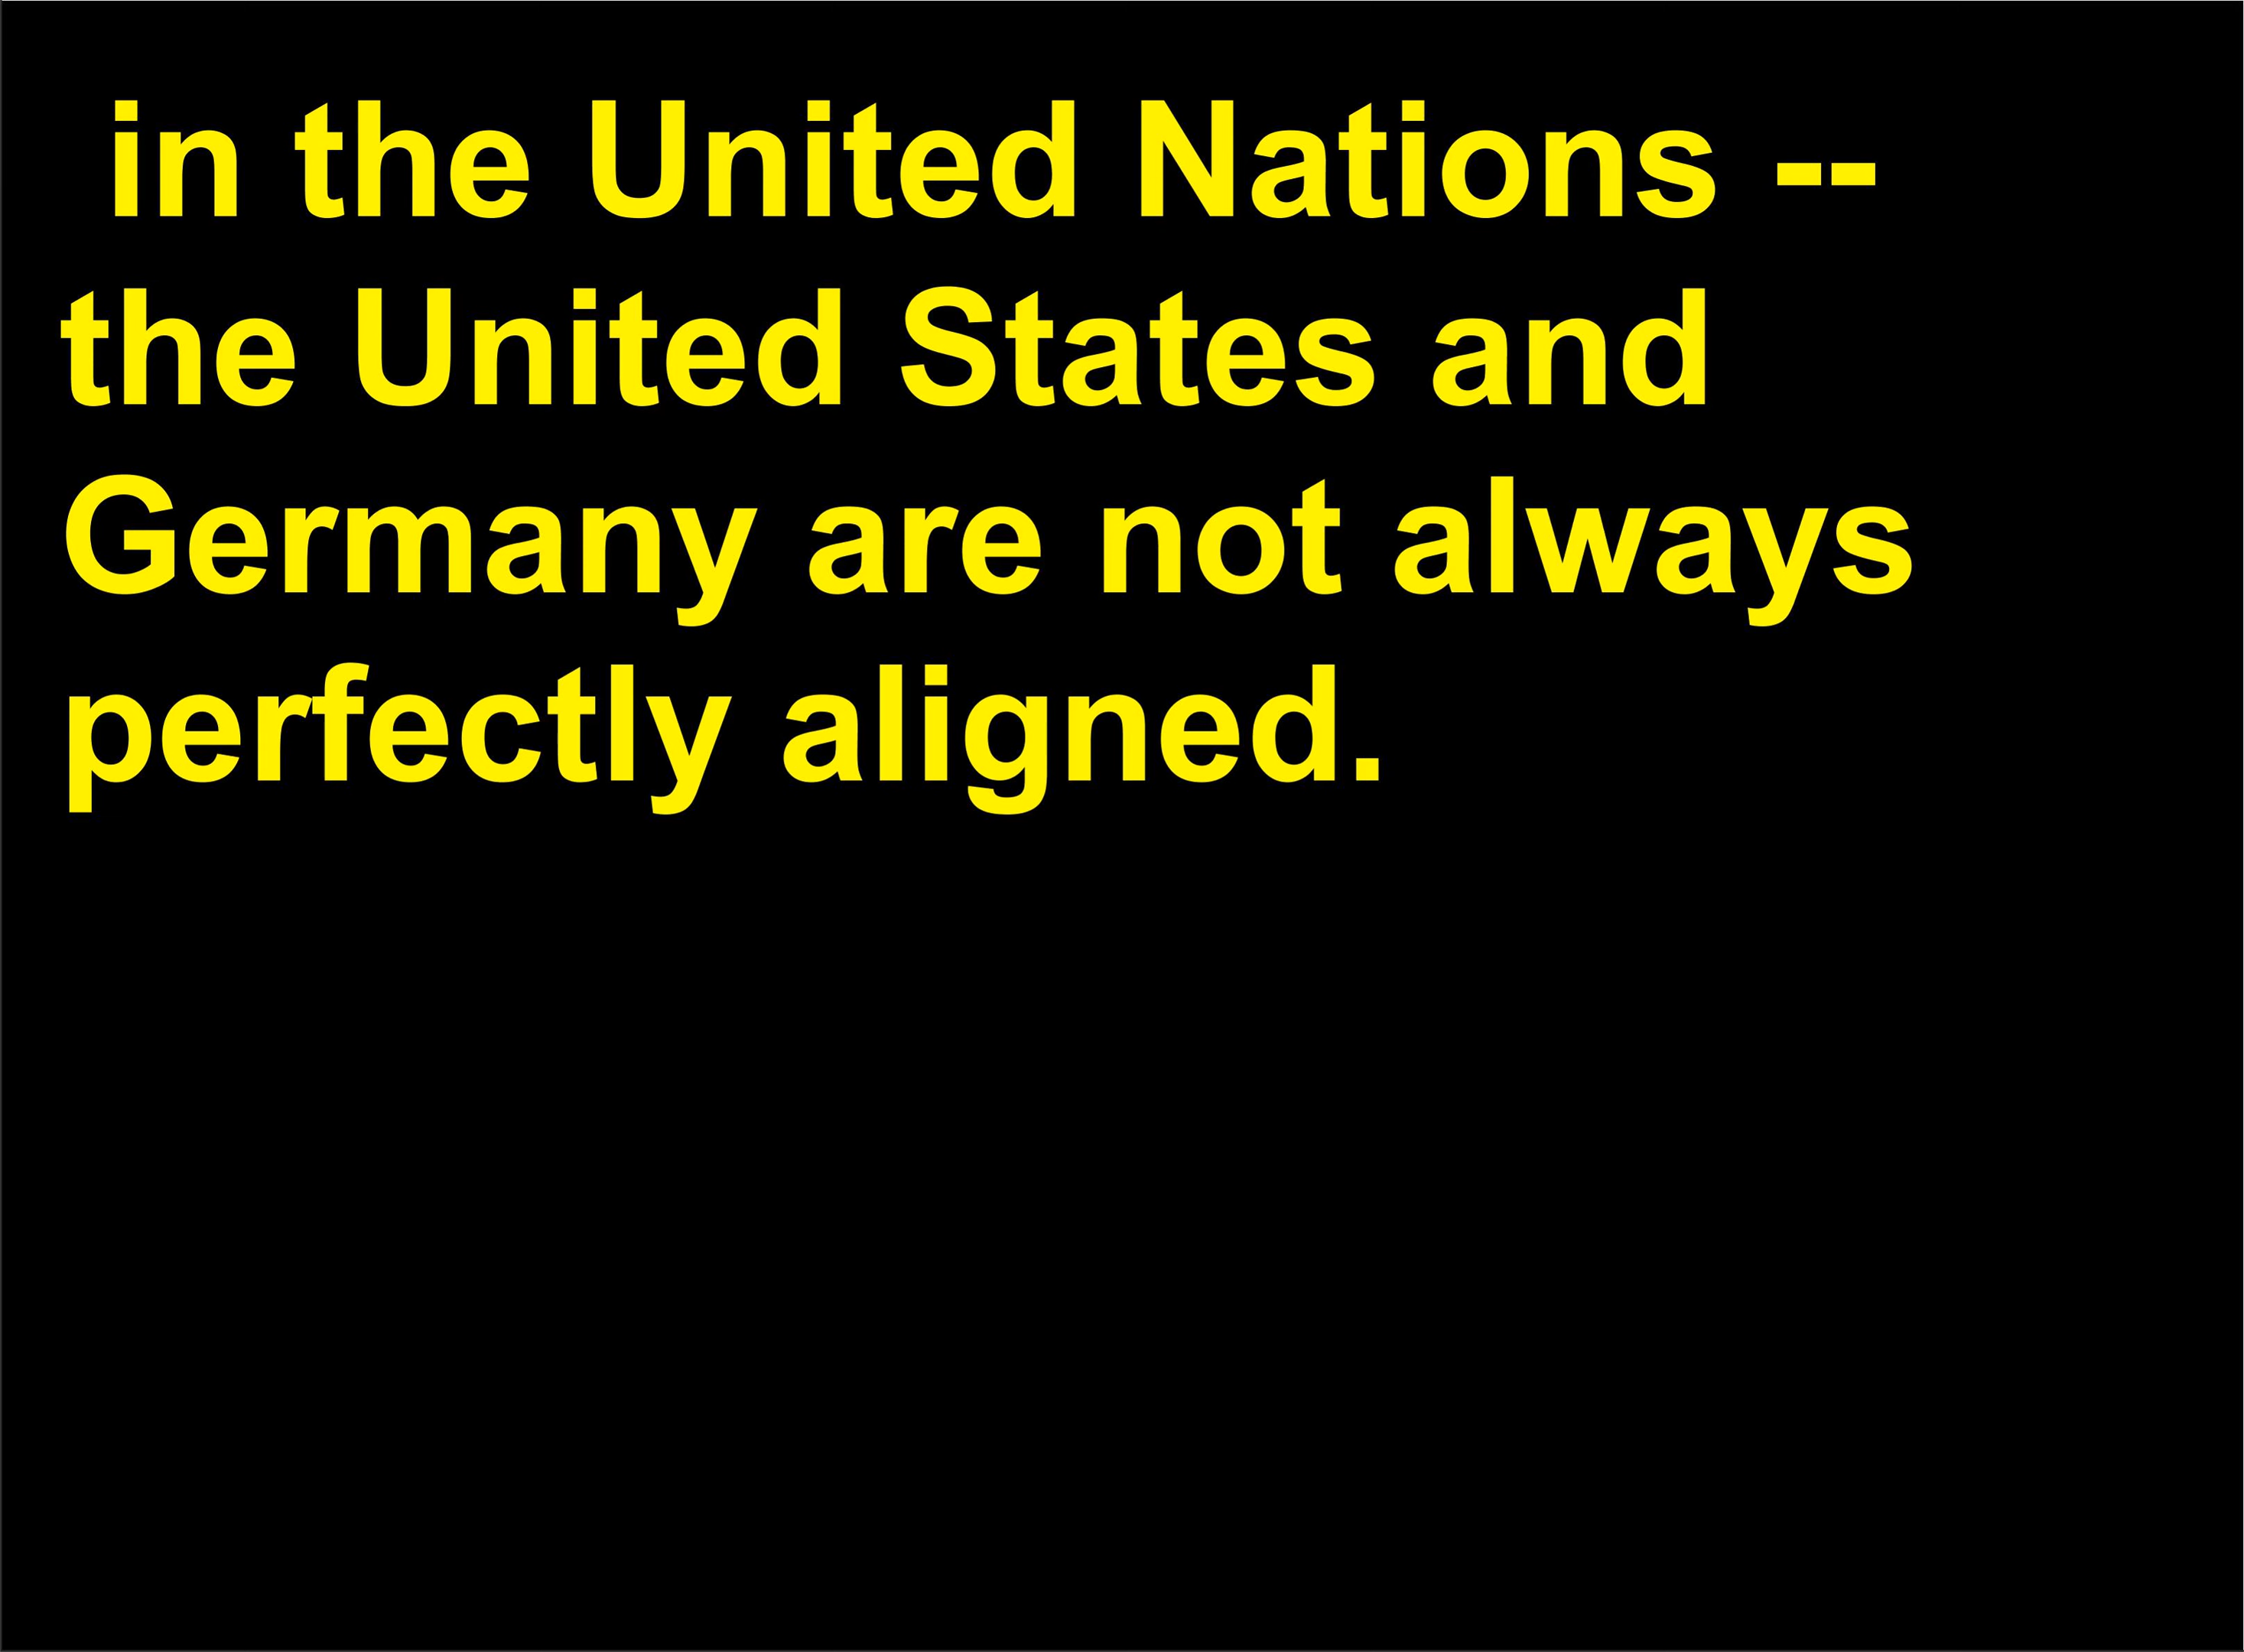 in the United Nations --
the United States and
Germany are not always
perfectly aligned.